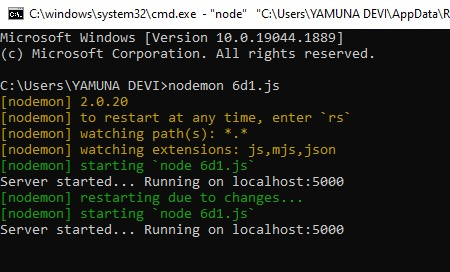 C:\windows\system32\cmd.exe - "node" "C:\Users\YAMUNA DEVI\AppData\R
Microsoft Windows [Version 10.0.19044.1889]
(c) Microsoft Corporation. All rights reserved.
C:\Users\YAMUNA DEVI>nodemon 6d1.js
[nodemon] 2.0.20
[nodemon] to restart at any time, enter `rs`
[nodemon] watching path(s): *.*
[nodemon] watching extensions: js,mjs,json
[nodemon] starting `node 6d1.js`
Server started... Running on localhost:5000
[nodemon] restarting due to changes...
[nodemon] starting `node 6d1.js`
Server started... Running on localhost:5000